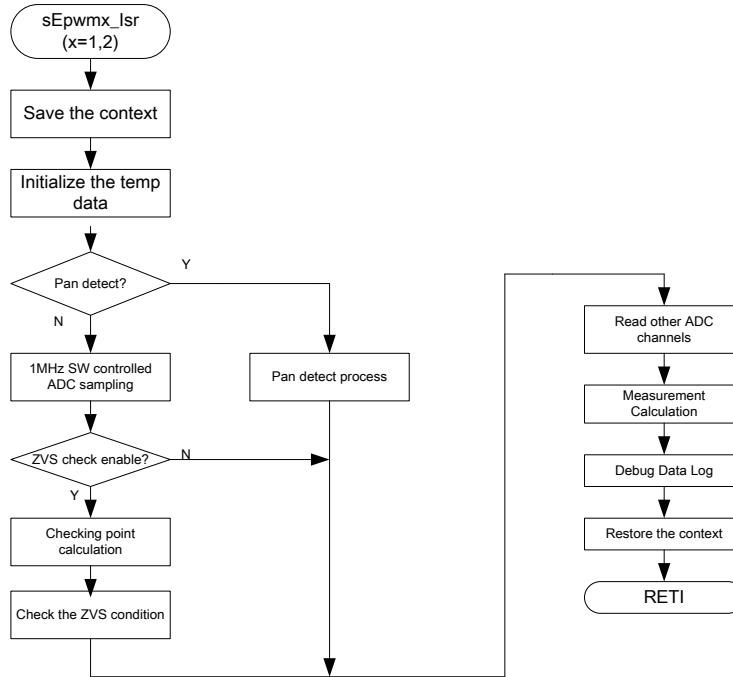 sEpwmx_Isr
(x=1,2)
Save the context
Initialize the temp
data
Pan detect?
Y
N
1MHz SW controlled
ADC sampling
Pan detect process
ZVS check enable?
N
Y
Checking point
calculation
Check the ZVS condition
Read other ADC
channels
Measurement
Calculation
Debug Data Log
Restore the context
RETI